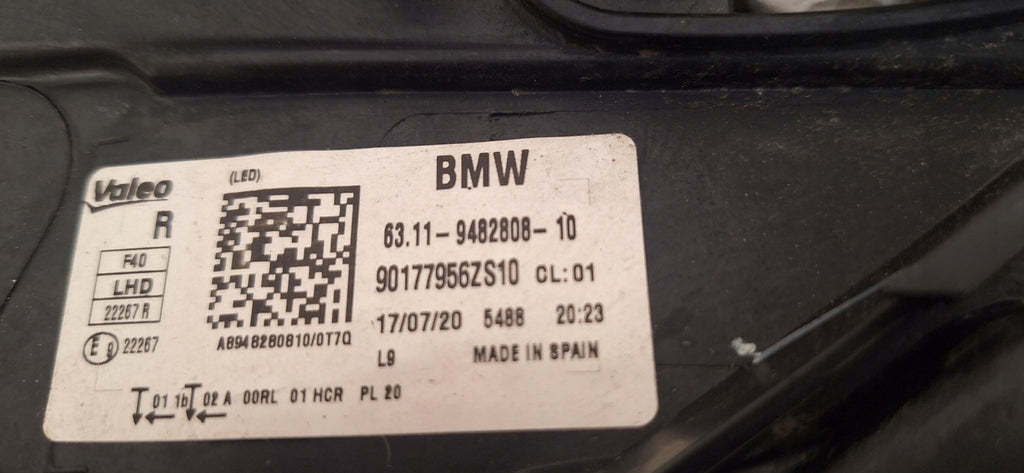 Valeo
(LED)
BMW
R
63.11-9482808-10
F40
90177956ZS10 CL:01
LHD
22267 R
17/07/20 5488 20:23
E9 22267
A8948280810/0T7Q
L9 MADE IN SPAIN
01 1b 02 A 00RL 01 HCR PL 20